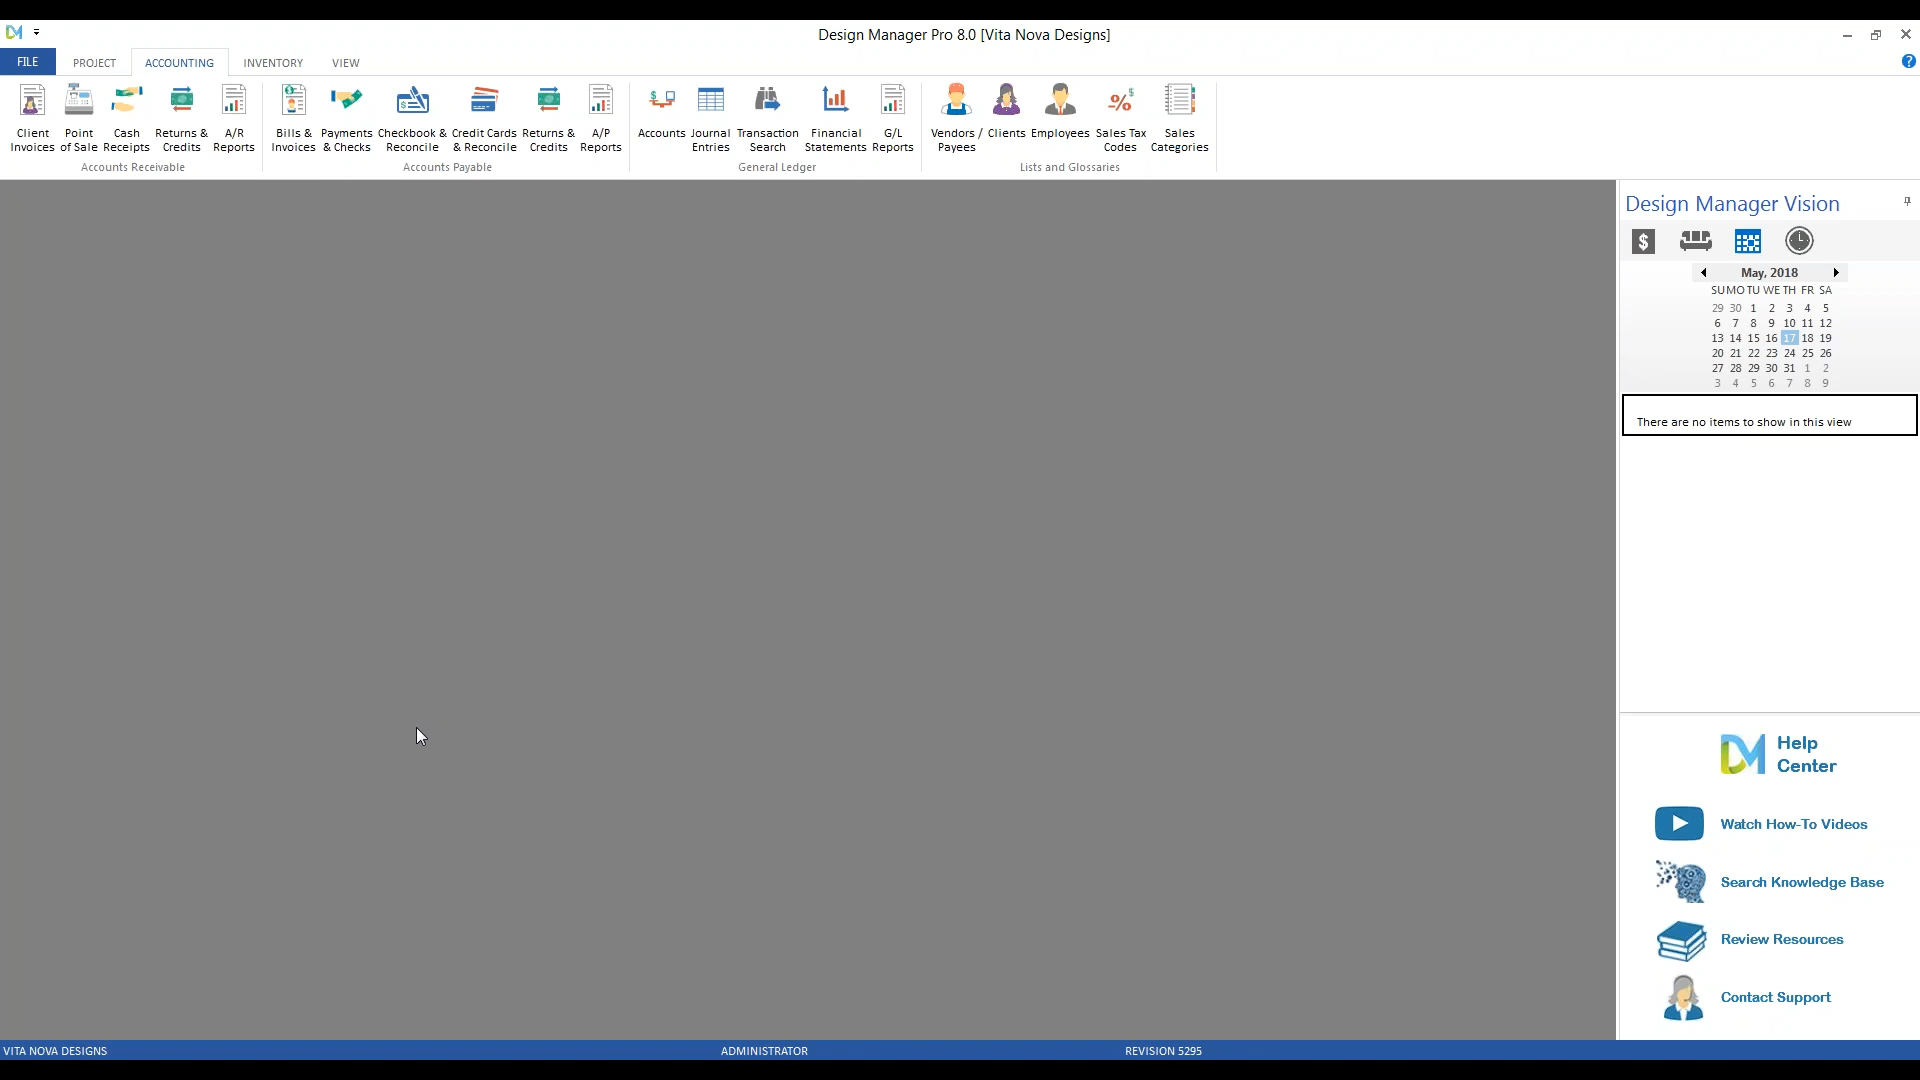 Design Manager Pro 8.0 [Vita Nova Designs]
FILE PROJECT ACCOUNTING INVENTORY VIEW
Client Invoices
Point of Sale
Cash Receipts
Returns & Credits
A/R Reports
Accounts Receivable
Bills & Invoices
Payments & Checks
Checkbook & Reconcile
Credit Cards & Reconcile
Returns & Credits
A/P Reports
Accounts Payable
Accounts
Journal Entries
Transaction Search
Financial Statements
G/L Reports
General Ledger
Vendors / Payees
Clients
Employees
Sales Tax Codes
Sales Categories
Lists and Glossaries
Design Manager Vision
May, 2018
SU MO TU WE TH FR SA
29 30 1 2 3 4 5
6 7 8 9 10 11 12
13 14 15 16 17 18 19
20 21 22 23 24 25 26
27 28 29 30 31 1 2
3 4 5 6 7 8 9
There are no items to show in this view
DM Help
Center
Watch How-To Videos
Search Knowledge Base
Review Resources
Contact Support
VITA NOVA DESIGNS ADMINISTRATOR REVISION 5295